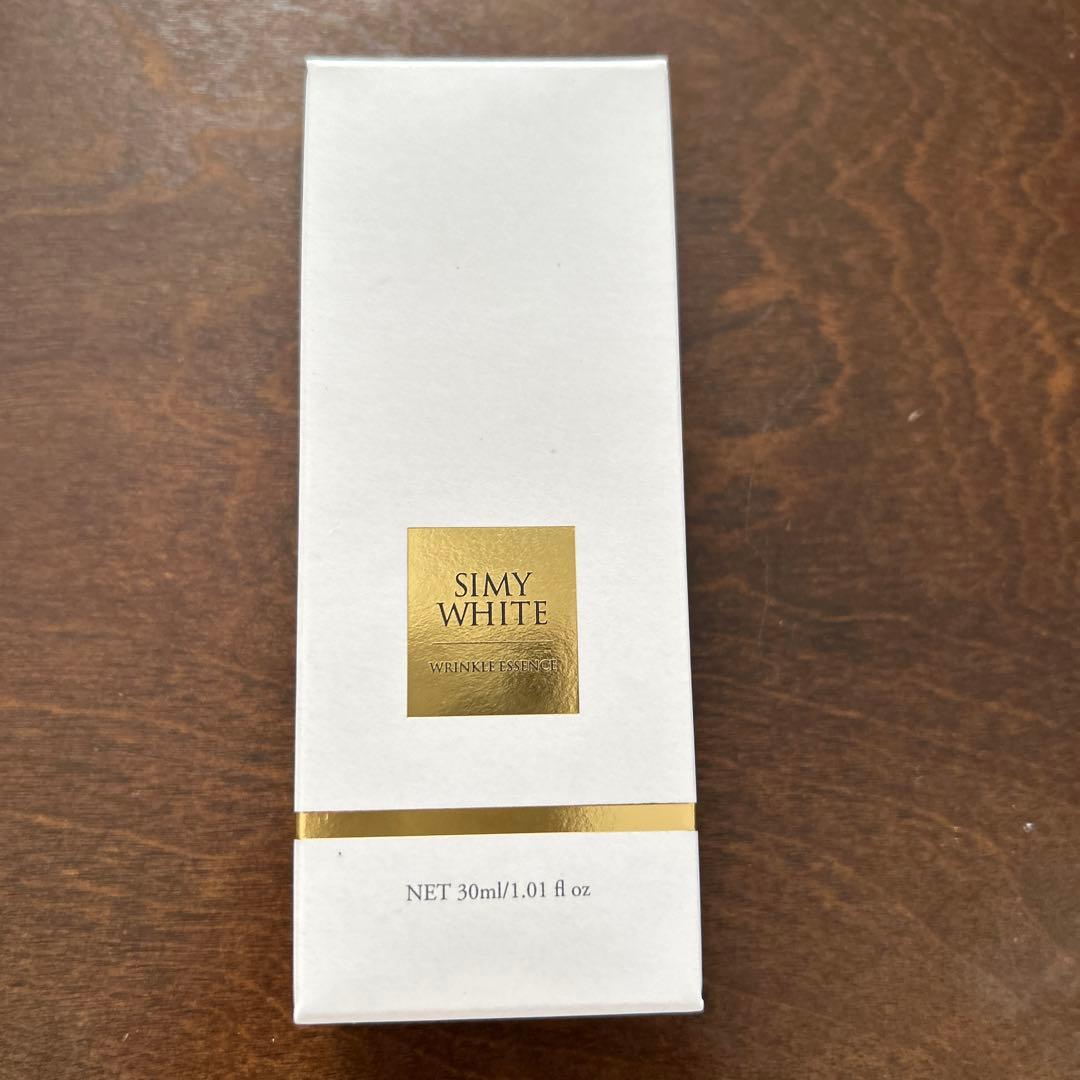 SIMY
WHITE
WRINKLE ESSENCE
NET 30ml/1.01 fl oz